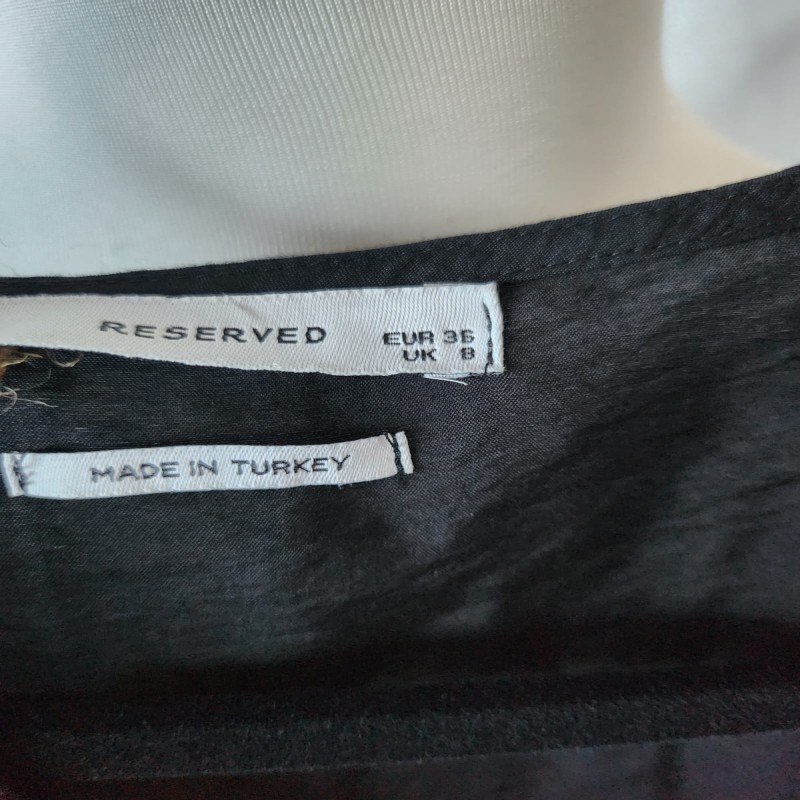 RESERVED
EUR 36
UK 8
MADE IN TURKEY